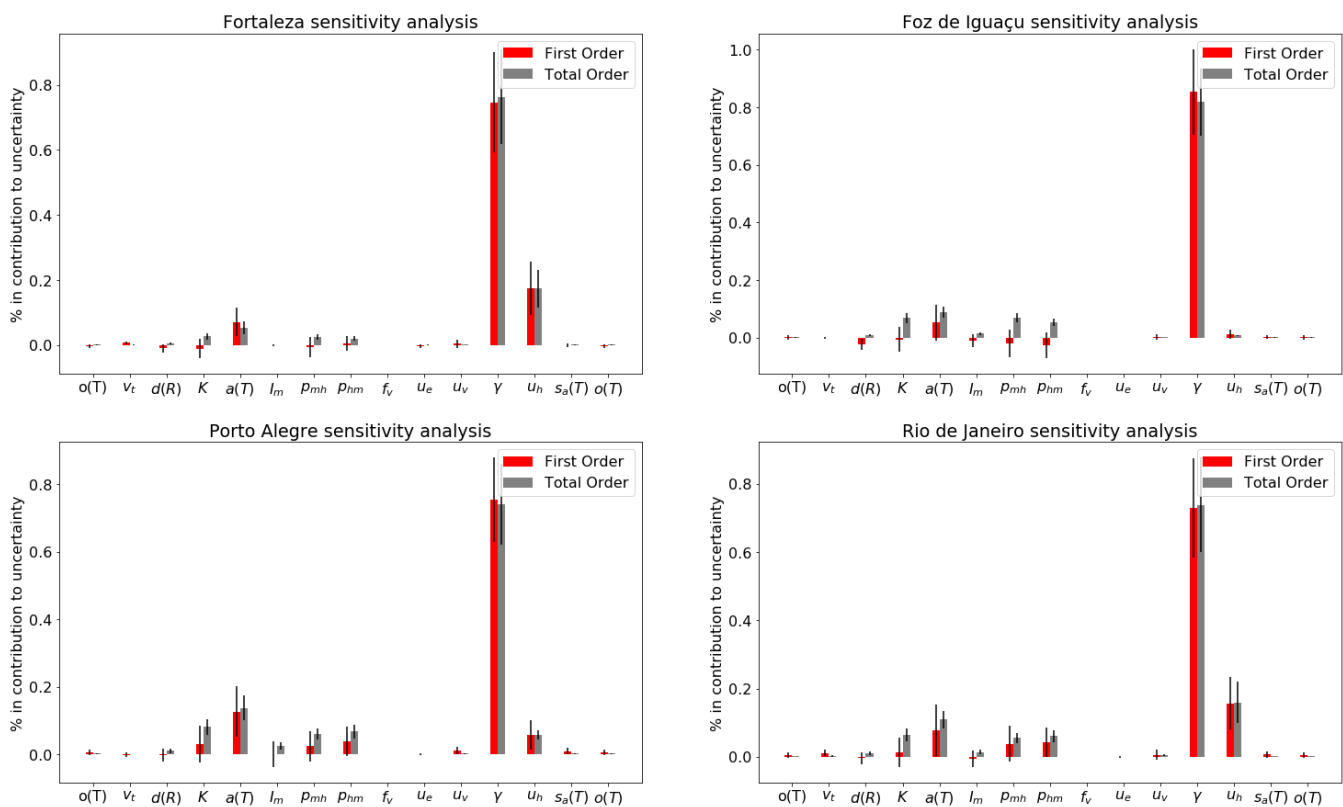 Fortaleza sensitivity analysis
% in contribution to uncertainty
0.8
0.6
0.4
0.2
0.0
First Order
Total Order
o(T) v_t d(R) K a(T) I_m p_mh p_hm f_v u_e u_v γ u_h s_a(T) o(T)
Foz de Iguaçu sensitivity analysis
% in contribution to uncertainty
1.0
0.8
0.6
0.4
0.2
0.0
First Order
Total Order
o(T) v_t d(R) K a(T) I_m p_mh p_hm f_v u_e u_v γ u_h s_a(T) o(T)
Porto Alegre sensitivity analysis
% in contribution to uncertainty
0.8
0.6
0.4
0.2
0.0
First Order
Total Order
o(T) v_t d(R) K a(T) I_m p_mh p_hm f_v u_e u_v γ u_h s_a(T) o(T)
Rio de Janeiro sensitivity analysis
% in contribution to uncertainty
0.8
0.6
0.4
0.2
0.0
First Order
Total Order
o(T) v_t d(R) K a(T) I_m p_mh p_hm f_v u_e u_v γ u_h s_a(T) o(T)